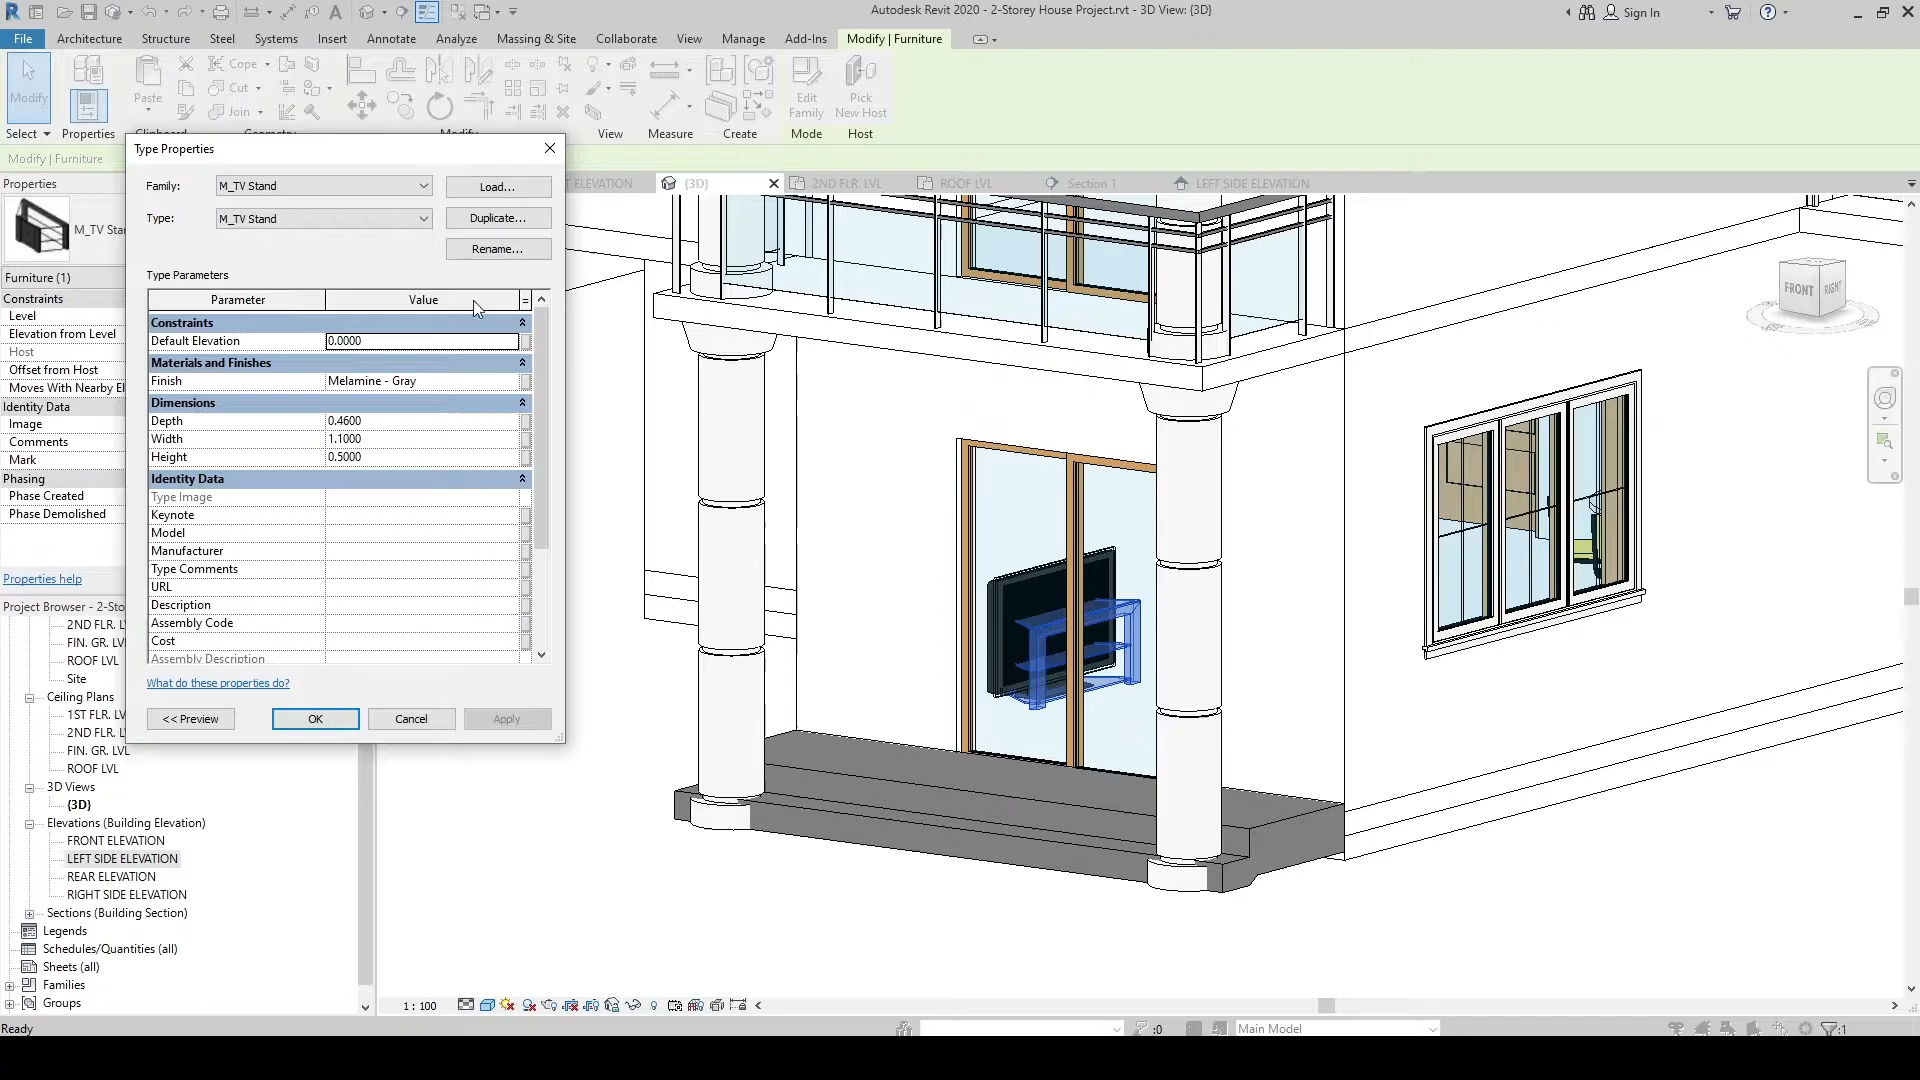 Autodesk Revit 2020 - 2-Storey House Project.rvt - 3D View: {3D}
Sign In
File Architecture Structure Steel Systems Insert Annotate Analyze Massing & Site Collaborate View Manage Add-Ins Modify | Furniture
Modify
Paste
Cope
Cut
Join
Edit Family
Pick New Host
Select Properties Clipboard Geometry Modify View Measure Create Mode Host
Modify | Furniture
Properties
M_TV Stan
Furniture (1)
Constraints
Level
Elevation from Level
Host
Offset from Host
Moves With Nearby El
Identity Data
Image
Comments
Mark
Phasing
Phase Created
Phase Demolished
Properties help
Type Properties
Family: M_TV Stand Load...
Type: M_TV Stand Duplicate...
Rename...
Type Parameters
Parameter Value =
Constraints
Default Elevation 0.0000
Materials and Finishes
Finish Melamine - Gray
Dimensions
Depth 0.4600
Width 1.1000
Height 0.5000
Identity Data
Type Image
Keynote
Model
Manufacturer
Type Comments
URL
Description
Assembly Code
Cost
Assembly Description
What do these properties do?
<< Preview OK Cancel Apply
T ELEVATION {3D} 2ND FLR. LVL ROOF LVL Section 1 LEFT SIDE ELEVATION
FRONT RIGHT
Project Browser - 2-Sto
2ND FLR. LV
FIN. GR. LV
ROOF LVL
Site
Ceiling Plans
1ST FLR. LV
2ND FLR. LV
FIN. GR. LVL
ROOF LVL
3D Views
{3D}
Elevations (Building Elevation)
FRONT ELEVATION
LEFT SIDE ELEVATION
REAR ELEVATION
RIGHT SIDE ELEVATION
Sections (Building Section)
Legends
Schedules/Quantities (all)
Sheets (all)
Families
Groups
1 : 100
Ready :0 Main Model :1